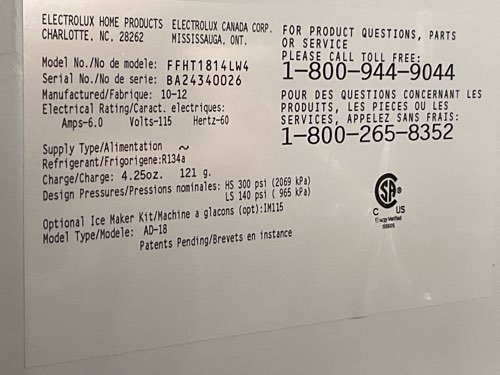 ELECTROLUX HOME PRODUCTS
CHARLOTTE, NC. 28262
ELECTROLUX CANADA CORP.
MISSISSAUGA, ONT.
Model No./No de modele: FFHT1814LW4
Serial No./No de serie: BA24340026
Manufactured/Fabrique: 10-12
Electrical Rating/Caract. electriques:
Amps-6.0 Volts-115 Hertz-60
Supply Type/Alimentation ~
Refrigerant/Frigorigene:R134a
Charge/Charge: 4.25oz. 121 g.
Design Pressures/Pressions nominales: HS 300 psi (2069 kPa)
LS 140 psi ( 965 kPa)
Optional Ice Maker Kit/Machine a glacons (opt):IM115
Model Type/Modele: AD-18
Patents Pending/Brevets en instance
FOR PRODUCT QUESTIONS, PARTS
OR SERVICE
PLEASE CALL TOLL FREE:
1-800-944-9044
POUR DES QUESTIONS CONCERNANT LES
PRODUITS, LES PIECES OU LES
SERVICES, APPELEZ SANS FRAIS:
1-800-265-8352
SA
C US
Energy Verified